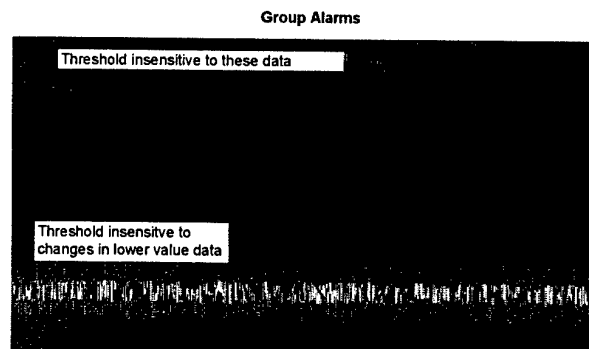 Group Alarms
Threshold insensitive to these data
Threshold insensitve to
changes in lower value data